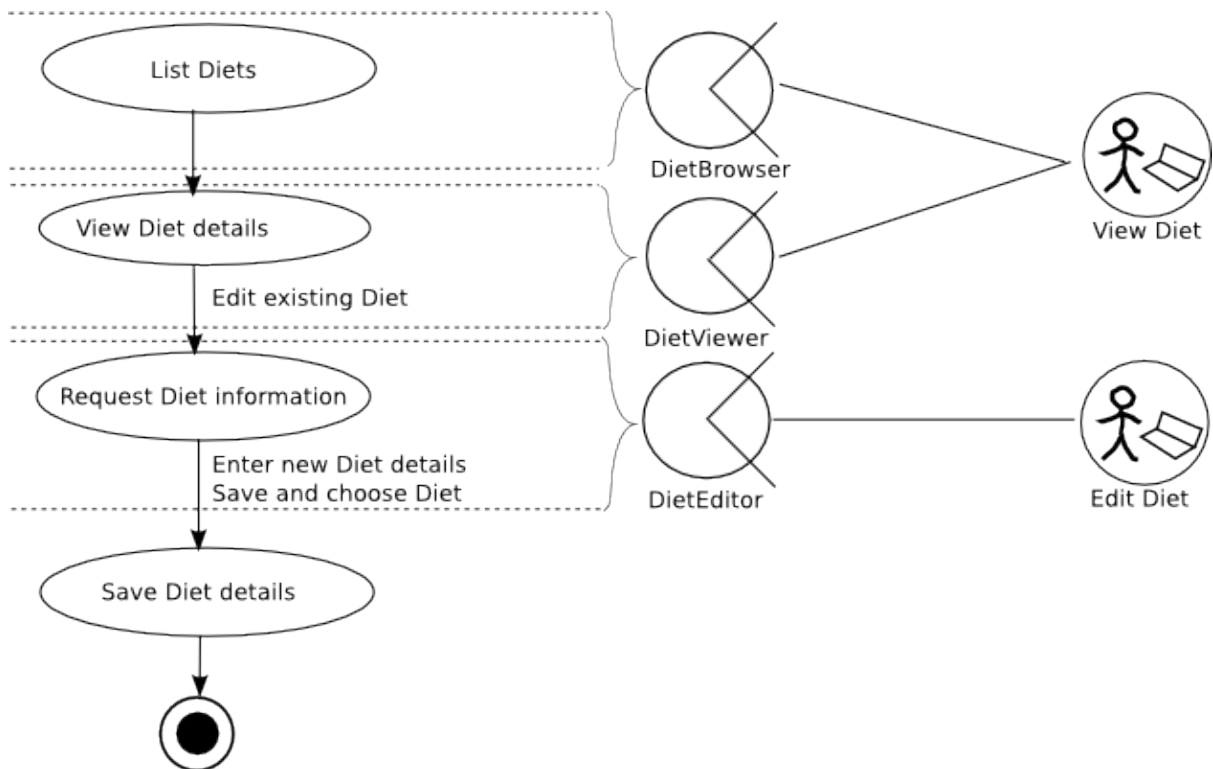 List Diets
DietBrowser
View Diet details
View Diet
Edit existing Diet
DietViewer
Request Diet information
Enter new Diet details
Save and choose Diet
DietEditor
Edit Diet
Save Diet details